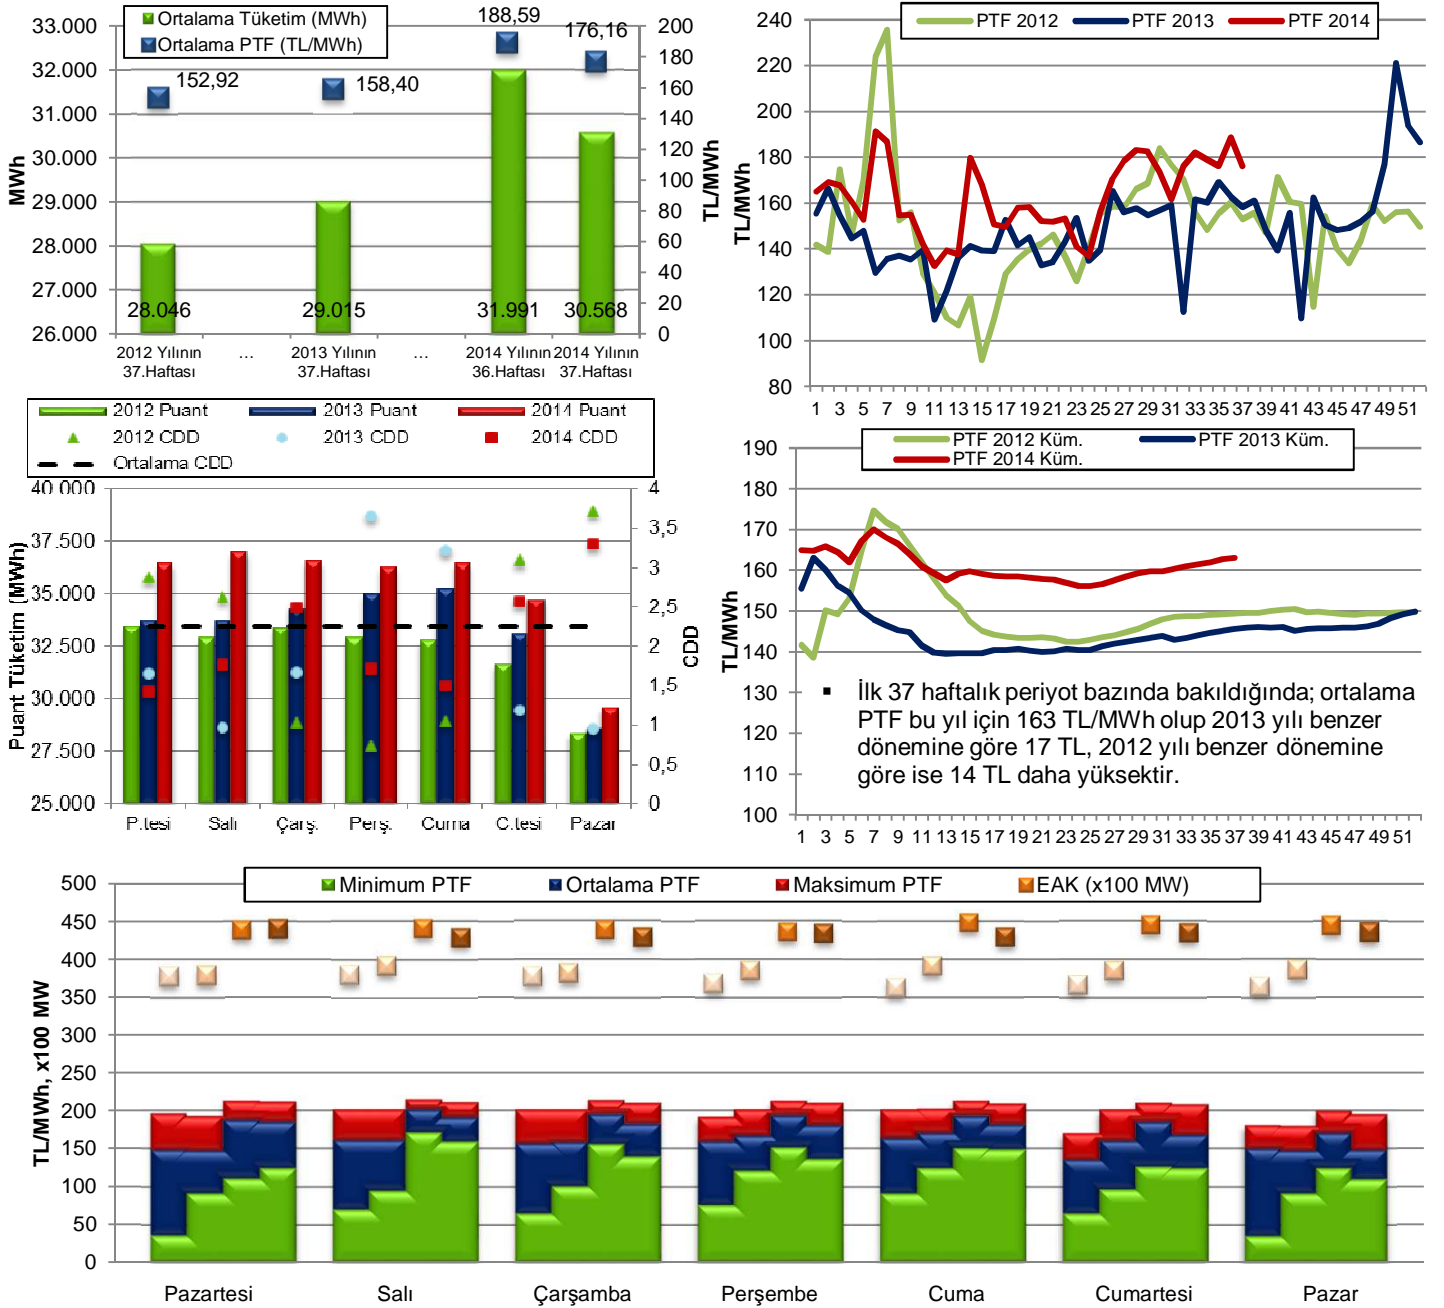 Ortalama Tüketim (MWh)
Ortalama PTF (TL/MWh)
MWh
33.000
32.000
31.000
30.000
29.000
28.000
27.000
26.000
152,92
158,40
188,59
176,16
28.046
29.015
31.991
30.568
200
180
160
140
120
100
80
60
40
20
0
TL/MWh
2012 Yılının
37.Haftası
...
2013 Yılının
37.Haftası
...
2014 Yılının
36.Haftası
2014 Yılının
37.Haftası
PTF 2012 PTF 2013 PTF 2014
TL/MWh
240
220
200
180
160
140
120
100
80
1 3 5 7 9 11 13 15 17 19 21 23 25 27 29 31 33 35 37 39 41 43 45 47 49 51
2012 Puant 2013 Puant 2014 Puant
2012 CDD 2013 CDD 2014 CDD
Ortalama CDD
Puant Tüketim (MWh)
40.000
37.500
35.000
32.500
30.000
27.500
25.000
4
3,5
3
2,5
2
1,5
1
0,5
0
CDD
P.tesi Salı Çarş. Perş. Cuma C.tesi Pazar
PTF 2012 Küm. PTF 2013 Küm.
PTF 2014 Küm.
TL/MWh
190
180
170
160
150
140
130
120
110
100
▪ İlk 37 haftalık periyot bazında bakıldığında; ortalama
PTF bu yıl için 163 TL/MWh olup 2013 yılı benzer
dönemine göre 17 TL, 2012 yılı benzer dönemine
göre ise 14 TL daha yüksektir.
1 3 5 7 9 11 13 15 17 19 21 23 25 27 29 31 33 35 37 39 41 43 45 47 49 51
Minimum PTF Ortalama PTF Maksimum PTF EAK (x100 MW)
TL/MWh, x100 MW
500
450
400
350
300
250
200
150
100
50
0
Pazartesi Salı Çarşamba Perşembe Cuma Cumartesi Pazar